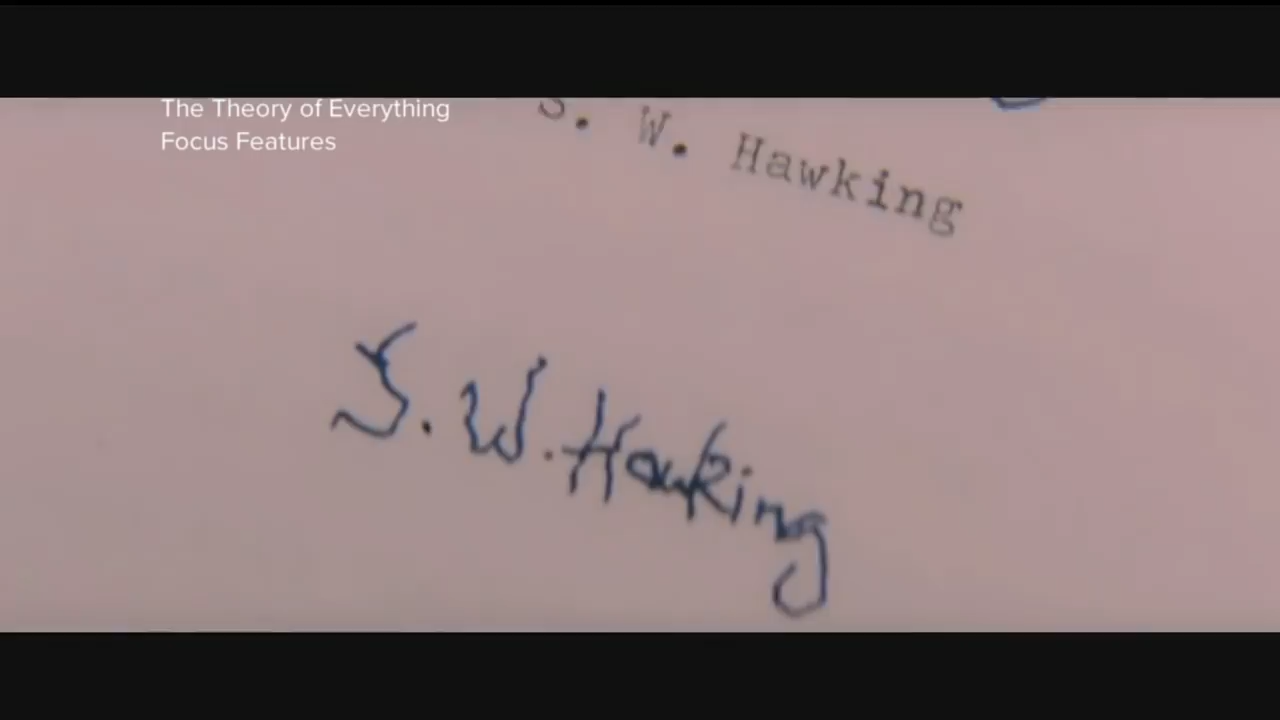 The Theory of Everything
Focus Features
S. W. Hawking
S. W. Hawking